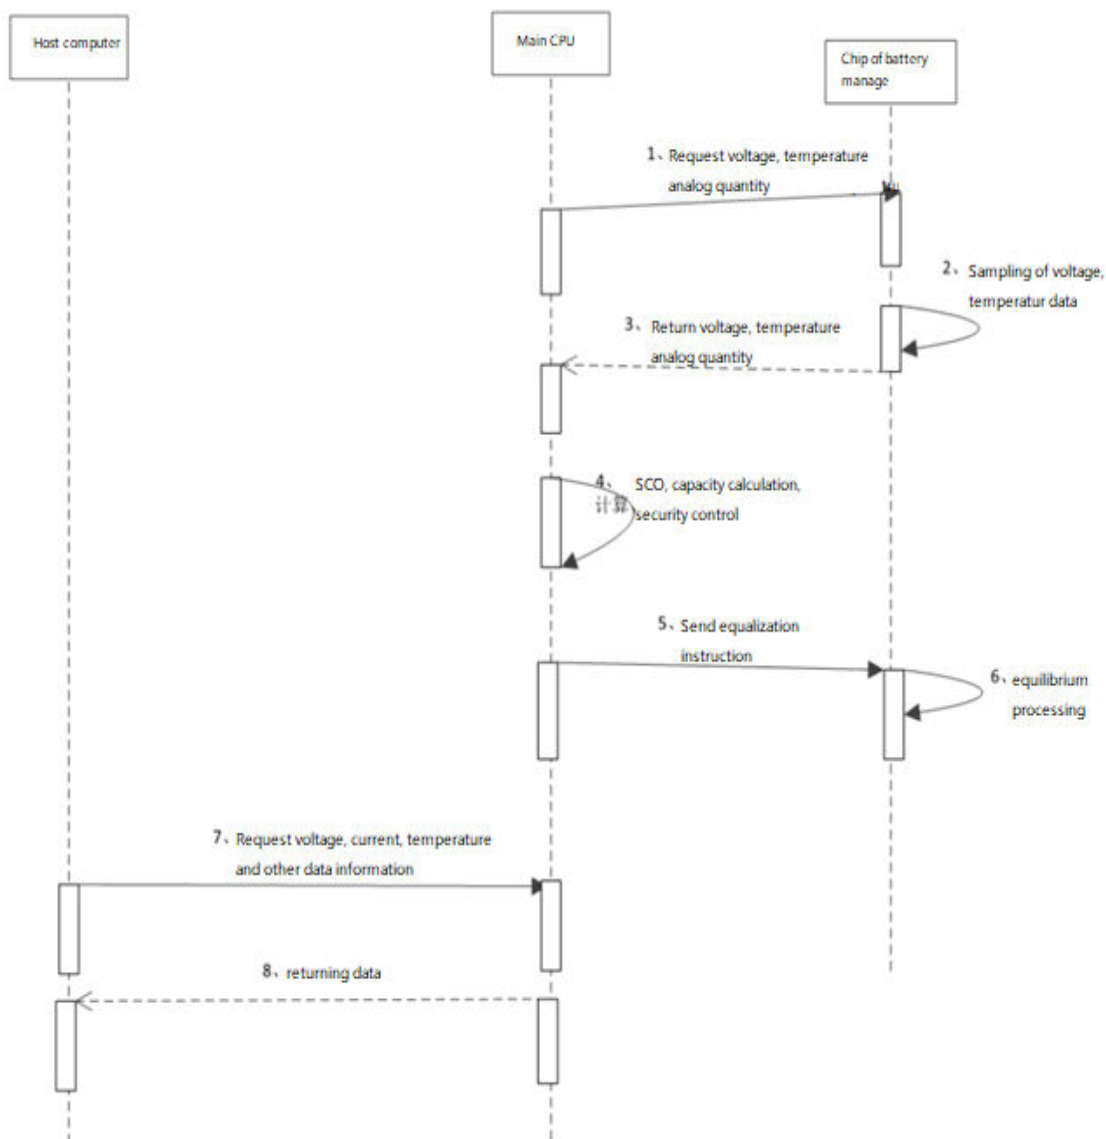 Host computer
Main CPU
Chip of battery
manage
1、Request voltage, temperature
analog quantity
2、Sampling of voltage,
temperatur data
3、Return voltage, temperature
analog quantity
4、SCO, capacity calculation,
计算 security control
5、Send equalization
instruction
6、equilibrium
processing
7、Request voltage, current, temperature
and other data information
8、returning data